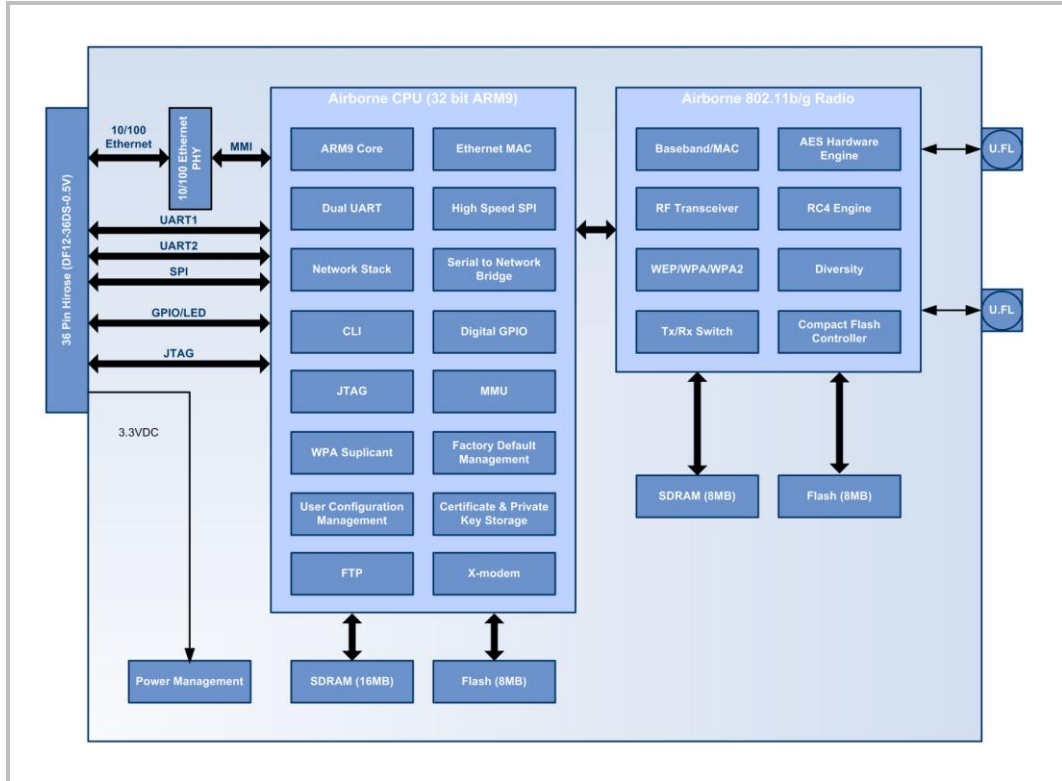 36 Pin Hirose (DF12-36DS-0.5V)
10/100
Ethernet
10/100 Ethernet
PHY
MMI
UART1
UART2
SPI
GPIO/LED
JTAG
3.3VDC
Power Management
Airborne CPU (32 bit ARM9)
ARM9 Core
Ethernet MAC
Dual UART
High Speed SPI
Network Stack
Serial to Network
Bridge
CLI
Digital GPIO
JTAG
MMU
WPA Suplicant
Factory Default
Management
User Configuration
Management
Certificate & Private
Key Storage
FTP
X-modem
SDRAM (16MB)
Flash (8MB)
Airborne 802.11b/g Radio
Baseband/MAC
AES Hardware
Engine
RF Transceiver
RC4 Engine
WEP/WPA/WPA2
Diversity
Tx/Rx Switch
Compact Flash
Controller
SDRAM (8MB)
Flash (8MB)
U.FL
U.FL